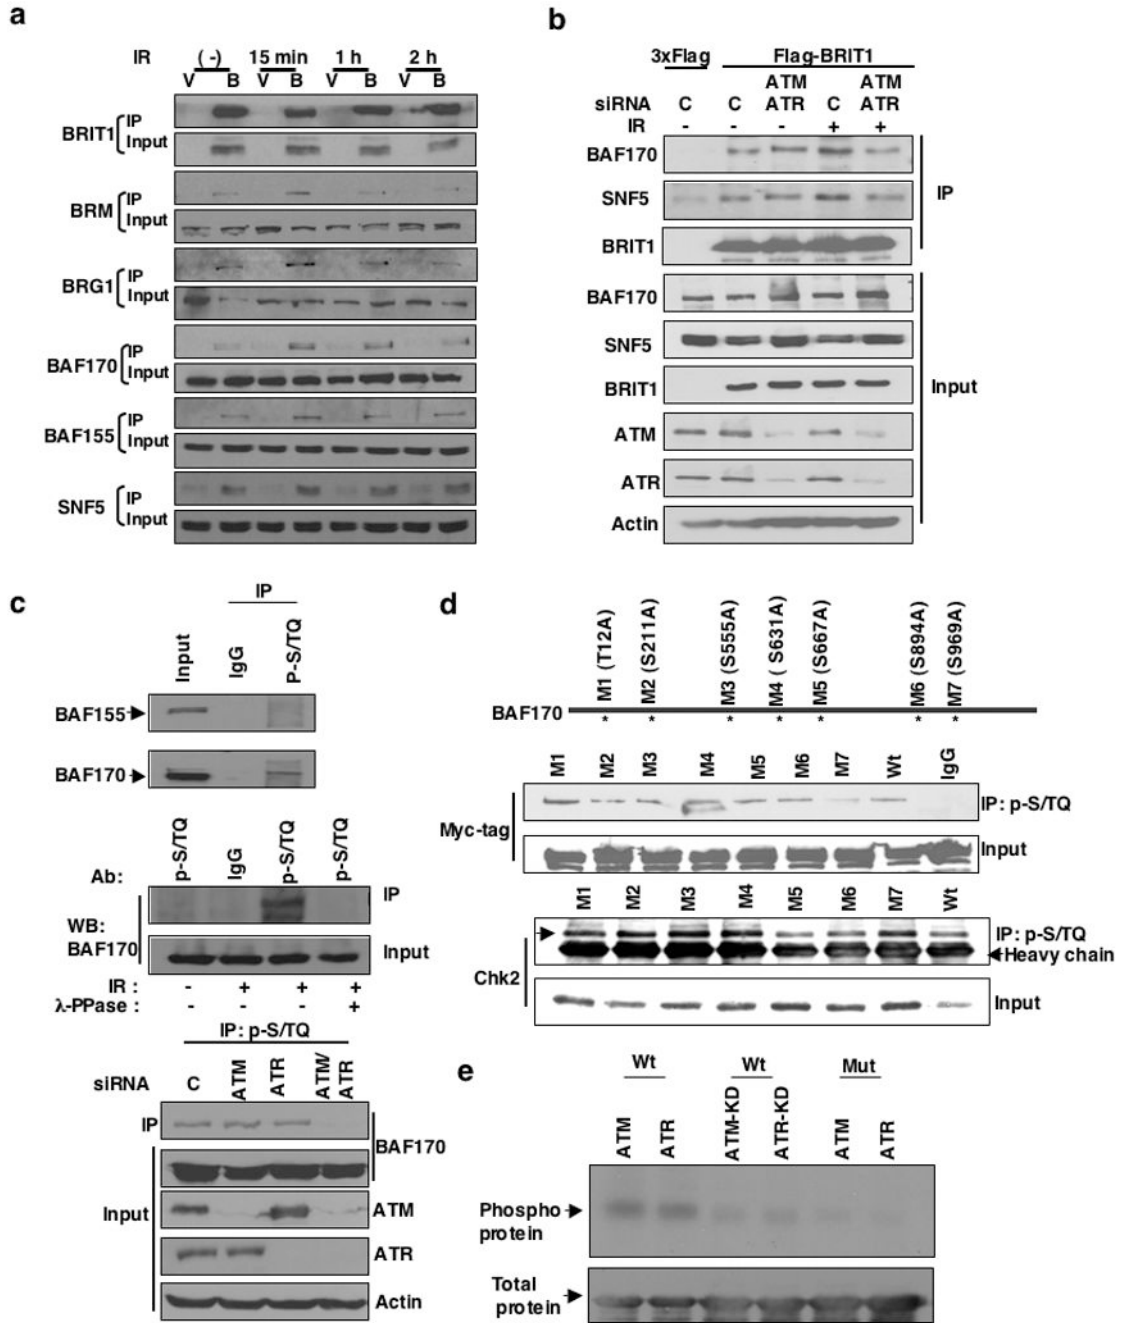 a
IR (-) 15 min 1 h 2 h
V B V B V B V B
BRIT1 IP
Input
BRM IP
Input
BRG1 IP
Input
BAF170 IP
Input
BAF155 IP
Input
SNF5 IP
Input
b
3xFlag Flag-BRIT1
ATM ATM
siRNA C C ATR C ATR
IR - - - + +
BAF170
SNF5
BRIT1
IP
BAF170
SNF5
BRIT1
ATM
ATR
Actin
Input
c
IP
Input IgG P-S/TQ
BAF155
BAF170
Ab: p-S/TQ IgG p-S/TQ p-S/TQ
IP
WB:
BAF170
Input
IR : - + + +
λ-PPase : - - - +
IP: p-S/TQ
siRNA C ATM ATR ATM/ ATR
IP
BAF170
Input
ATM
ATR
Actin
d
M1 (T12A) M2 (S211A) M3 (S555A) M4 ( S631A) M5 (S667A) M6 (S894A) M7 (S969A)
BAF170 * * * * * * *
M1 M2 M3 M4 M5 M6 M7 Wt IgG
IP: p-S/TQ
Myc-tag
Input
M1 M2 M3 M4 M5 M6 M7 Wt
IP: p-S/TQ
Heavy chain
Chk2
Input
e
Wt Wt Mut
ATM ATR ATM-KD ATR-KD ATM ATR
Phospho
protein
Total
protein